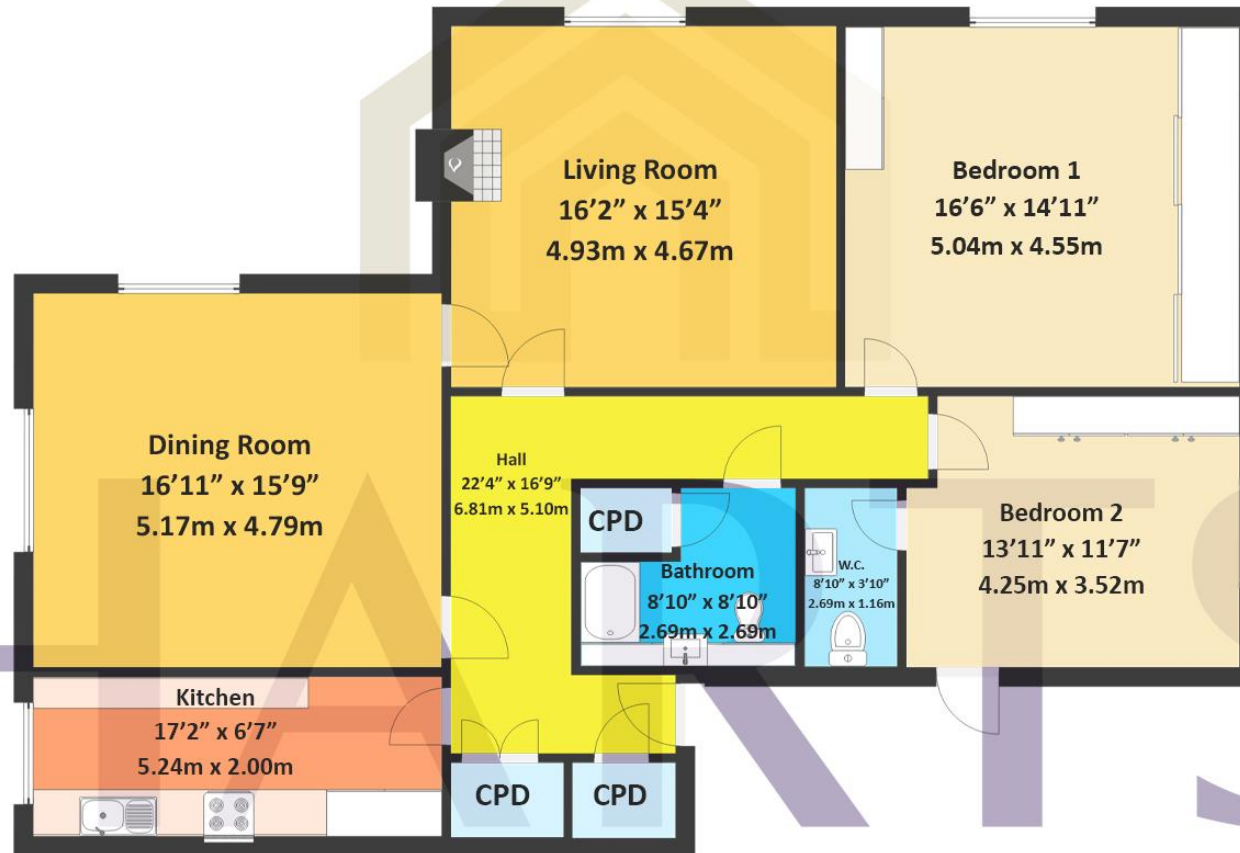 Living Room
16'2" x 15'4"
4.93m x 4.67m
Bedroom 1
16'6" x 14'11"
5.04m x 4.55m
Dining Room
16'11" x 15'9"
5.17m x 4.79m
Hall
22'4" x 16'9"
6.81m x 5.10m
CPD
Bathroom
8'10" x 8'10"
2.69m x 2.69m
W.C.
8'10" x 3'10"
2.69m x 1.16m
Bedroom 2
13'11" x 11'7"
4.25m x 3.52m
Kitchen
17'2" x 6'7"
5.24m x 2.00m
CPD
CPD